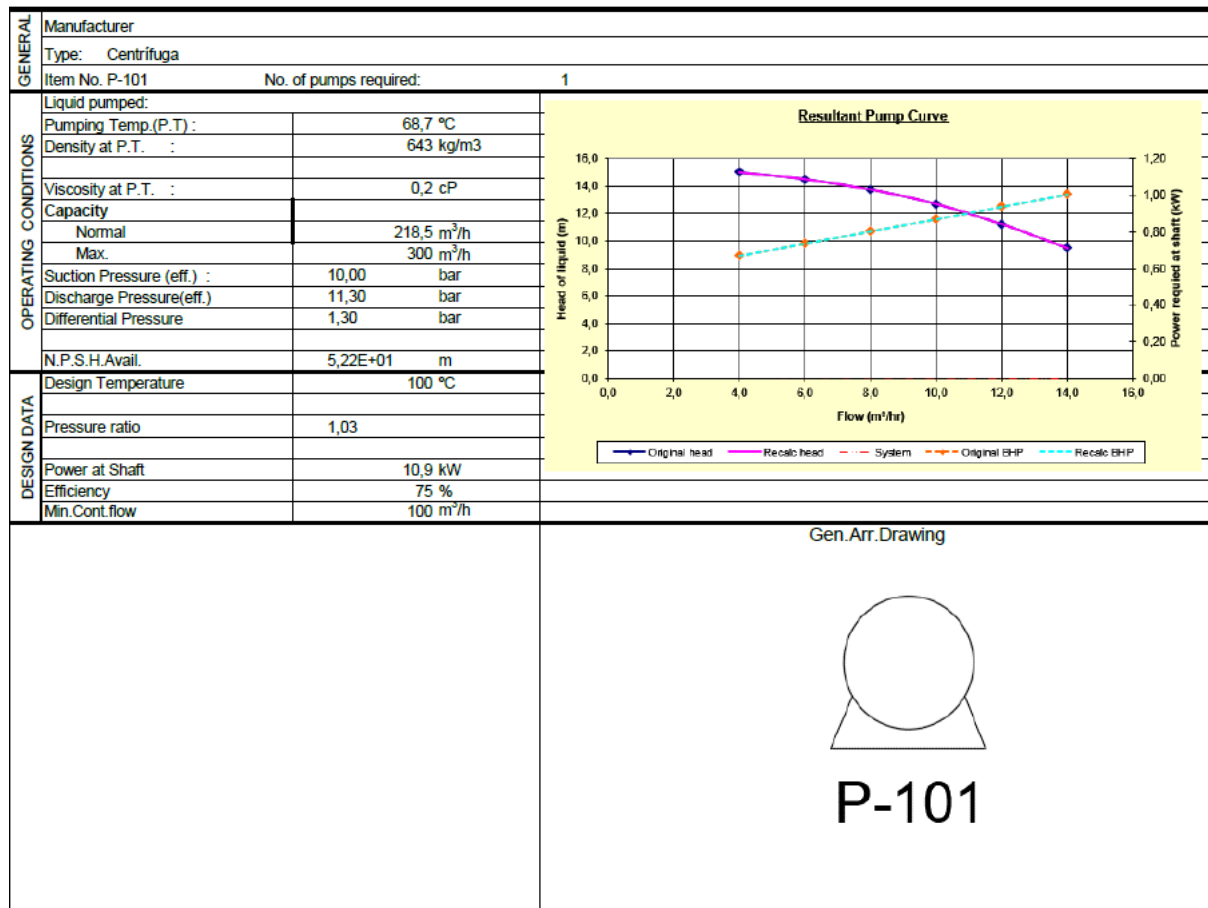 GENERAL
Manufacturer
Type: Centrífuga
Item No. P-101 No. of pumps required: 1
OPERATING CONDITIONS
Liquid pumped:
Pumping Temp.(P.T) : 68,7 ºC
Density at P.T. : 643 kg/m3
Viscosity at P.T. : 0,2 cP
Capacity
Normal 218,5 m³/h
Max. 300 m³/h
Suction Pressure (eff.) : 10,00 bar
Discharge Pressure(eff.) 11,30 bar
Differential Pressure 1,30 bar
N.P.S.H.Avail. 5,22E+01 m
DESIGN DATA
Design Temperature 100 ºC
Pressure ratio 1,03
Power at Shaft 10,9 kW
Efficiency 75 %
Min.Cont.flow 100 m³/h
Resultant Pump Curve
Head of liquid (m)
16,0
14,0
12,0
10,0
8,0
6,0
4,0
2,0
0,0
1,20
1,00
0,80
0,60
0,40
0,20
0,00
Power requied at shaft (kW)
0,0 2,0 4,0 6,0 8,0 10,0 12,0 14,0 16,0
Flow (m³/hr)
Original head Recalc head System Original BHP Recalc BHP
Gen.Arr.Drawing
P-101